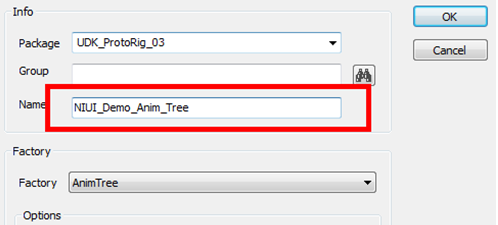 Info
OK
Package UDK_ProtoRig_03
Cancel
Group
Name NIUI_Demo_Anim_Tree
Factory
Factory AnimTree
Options